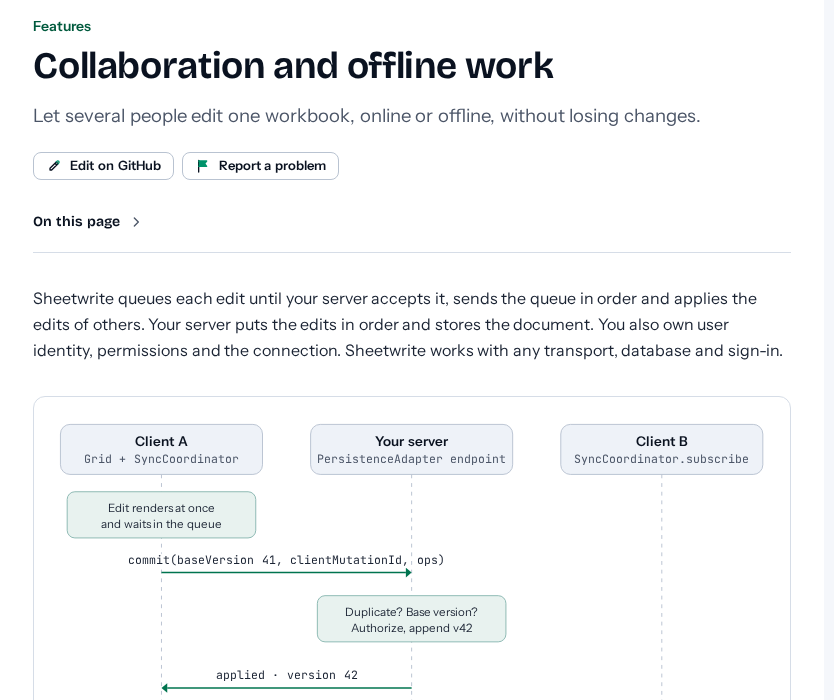 Features
Collaboration and offline work
Let several people edit one workbook, online or offline, without losing changes.
Edit on GitHub
Report a problem
On this page
Sheetwrite queues each edit until your server accepts it, sends the queue in order and applies the
edits of others. Your server puts the edits in order and stores the document. You also own user
identity, permissions and the connection. Sheetwrite works with any transport, database and sign-in.
Client A
Grid + SyncCoordinator
Your server
PersistenceAdapter endpoint
Client B
SyncCoordinator.subscribe
Edit renders at once
and waits in the queue
commit(baseVersion 41, clientMutationId, ops)
Duplicate? Base version?
Authorize, append v42
applied · version 42